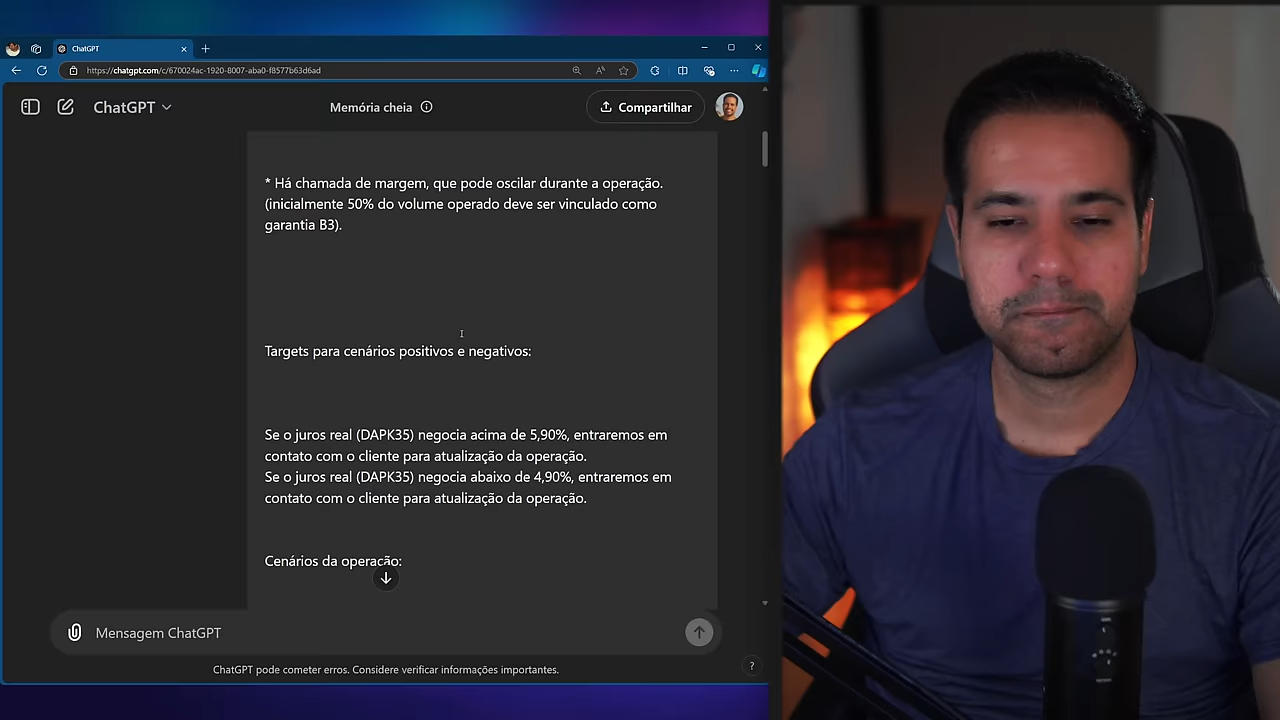 ChatGPT
https://chatgpt.com/c/670024ac-1920-8007-aba0-f8577b63d6ad
ChatGPT
Memória cheia
Compartilhar
* Há chamada de margem, que pode oscilar durante a operação.
(inicialmente 50% do volume operado deve ser vinculado como
garantia B3).
Targets para cenários positivos e negativos:
Se o juros real (DAPK35) negocia acima de 5,90%, entraremos em
contato com o cliente para atualização da operação.
Se o juros real (DAPK35) negocia abaixo de 4,90%, entraremos em
contato com o cliente para atualização da operação.
Cenários da operação:
Mensagem ChatGPT
ChatGPT pode cometer erros. Considere verificar informações importantes.
?